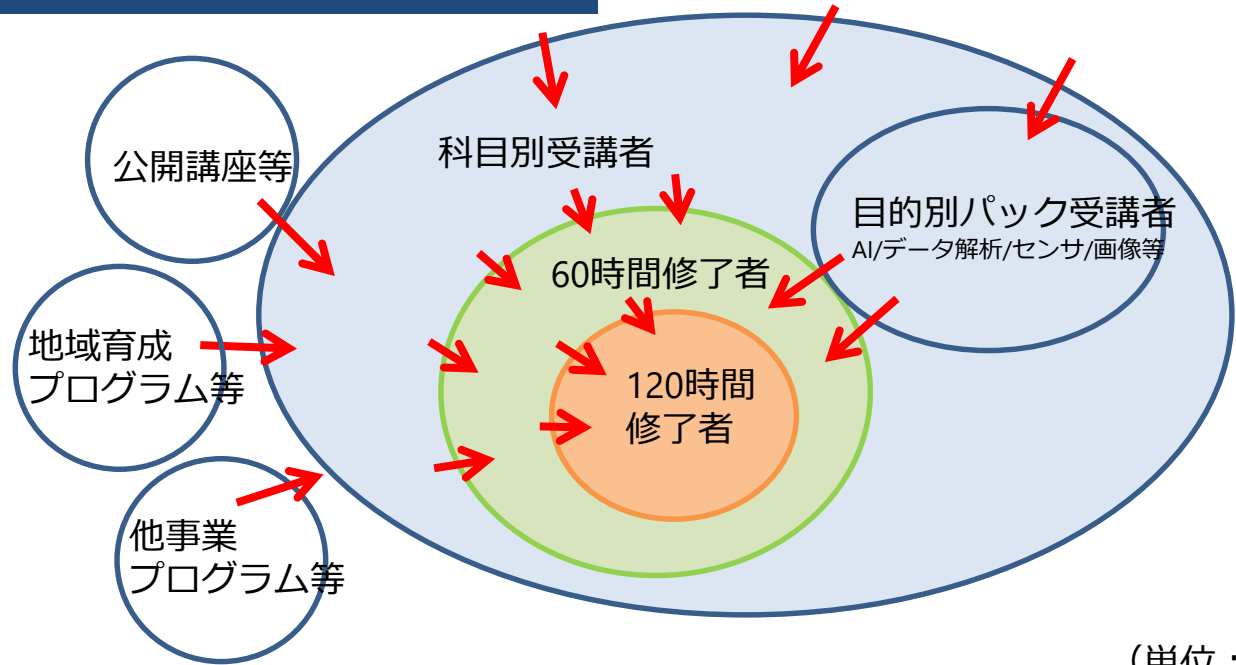 公開講座等
科目別受講者
目的別パック受講者
AI/データ解析/センサ/画像等
60時間修了者
地域育成
プログラム等
120時間
修了者
他事業
プログラム等
（単位：